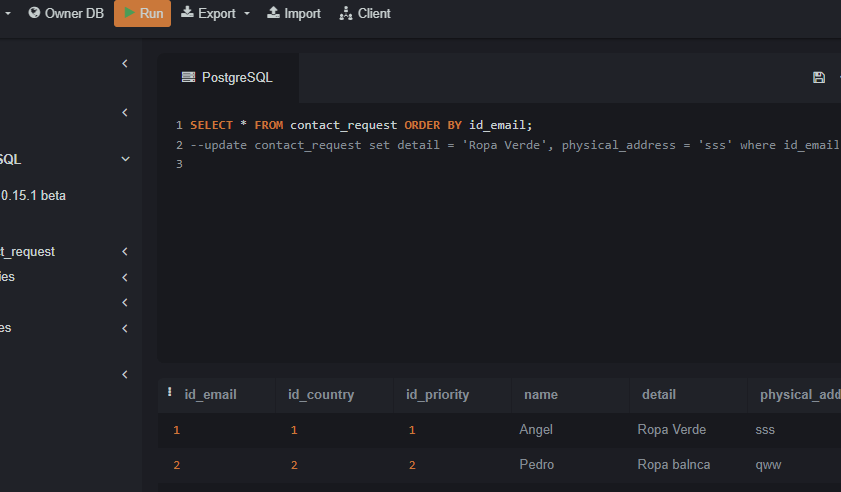 Owner DB Run Export Import Client
PostgreSQL
1 SELECT * FROM contact_request ORDER BY id_email;
2 --update contact_request set detail = 'Ropa Verde', physical_address = 'sss' where id_email
3
SQL
0.15.1 beta
t_request
ies
es
id_email id_country id_priority name detail physical_add
1 1 1 Angel Ropa Verde sss
2 2 2 Pedro Ropa balnca qww